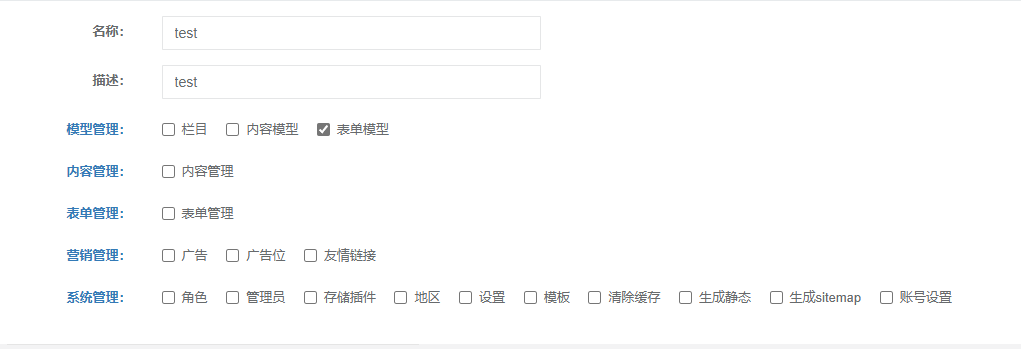 名称： test
描述： test
模型管理： 栏目 内容模型 表单模型
内容管理： 内容管理
表单管理： 表单管理
营销管理： 广告 广告位 友情链接
系统管理： 角色 管理员 存储插件 地区 设置 模板 清除缓存 生成静态 生成sitemap 账号设置